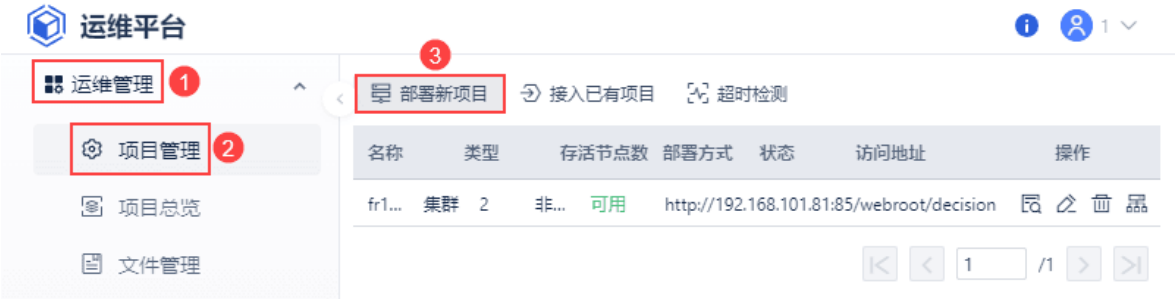 运维平台
i
1
运维管理
1
3
部署新项目 接入已有项目 超时检测
项目管理
2
名称 类型 存活节点数 部署方式 状态 访问地址 操作
项目总览
fr1... 集群 2 非... 可用 http://192.168.101.81:85/webroot/decision
文件管理
1 /1